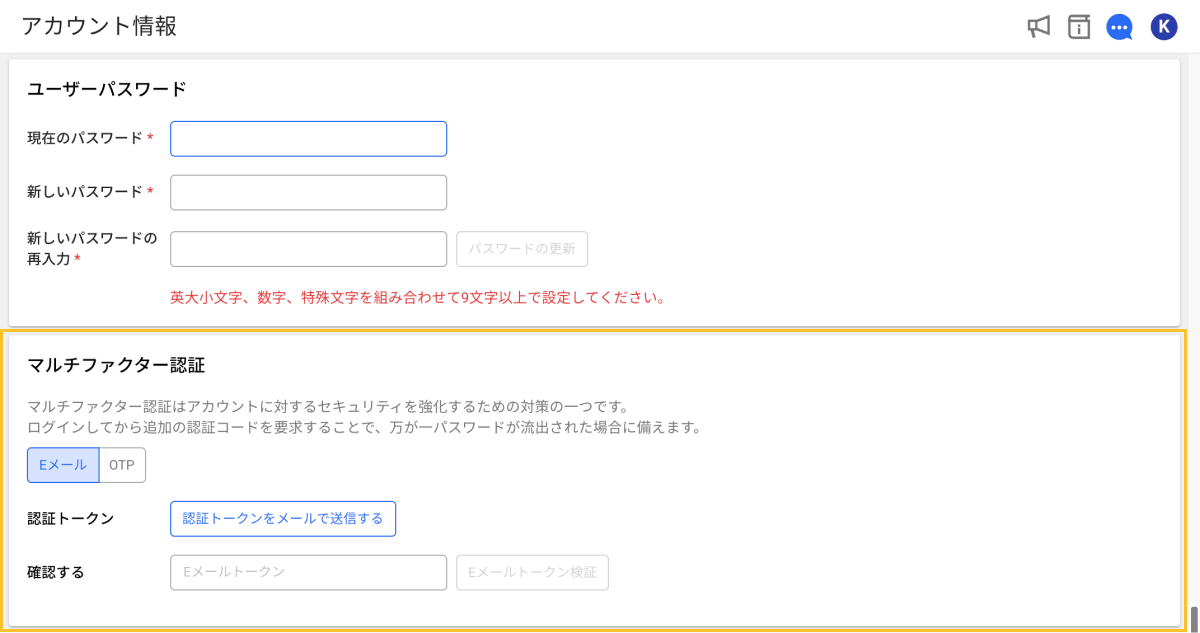 アカウント情報
K
ユーザーパスワード
現在のパスワード *
新しいパスワード *
新しいパスワードの
再入力 *
パスワードの更新
英大小文字、数字、特殊文字を組み合わせて9文字以上で設定してください。
マルチファクター認証
マルチファクター認証はアカウントに対するセキュリティを強化するための対策の一つです。
ログインしてから追加の認証コードを要求することで、万が一パスワードが流出された場合に備えます。
Eメール OTP
認証トークン 認証トークンをメールで送信する
確認する Eメールトークン Eメールトークン検証